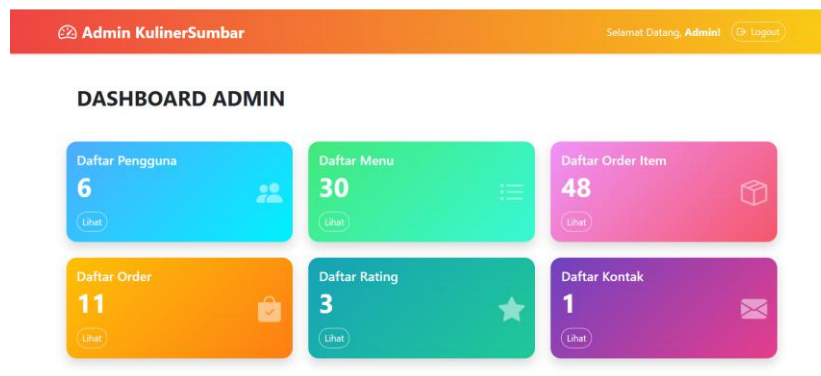 Admin KulinerSumbar
Selamat Datang, Admin! Logout
DASHBOARD ADMIN
Daftar Pengguna
6
Lihat
Daftar Menu
30
Lihat
Daftar Order Item
48
Lihat
Daftar Order
11
Lihat
Daftar Rating
3
Lihat
Daftar Kontak
1
Lihat